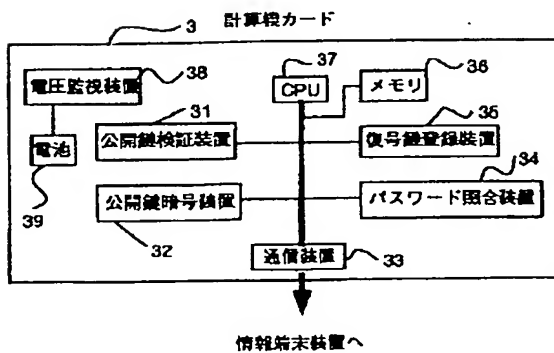 計算機カード
3
38
電圧監視装置
37
CPU
36
メモリ
31
公開鍵検証装置
35
復号鍵登録装置
電池
39
34
公開鍵暗号装置
パスワード照合装置
32
通信装置
33
情報端末装置へ